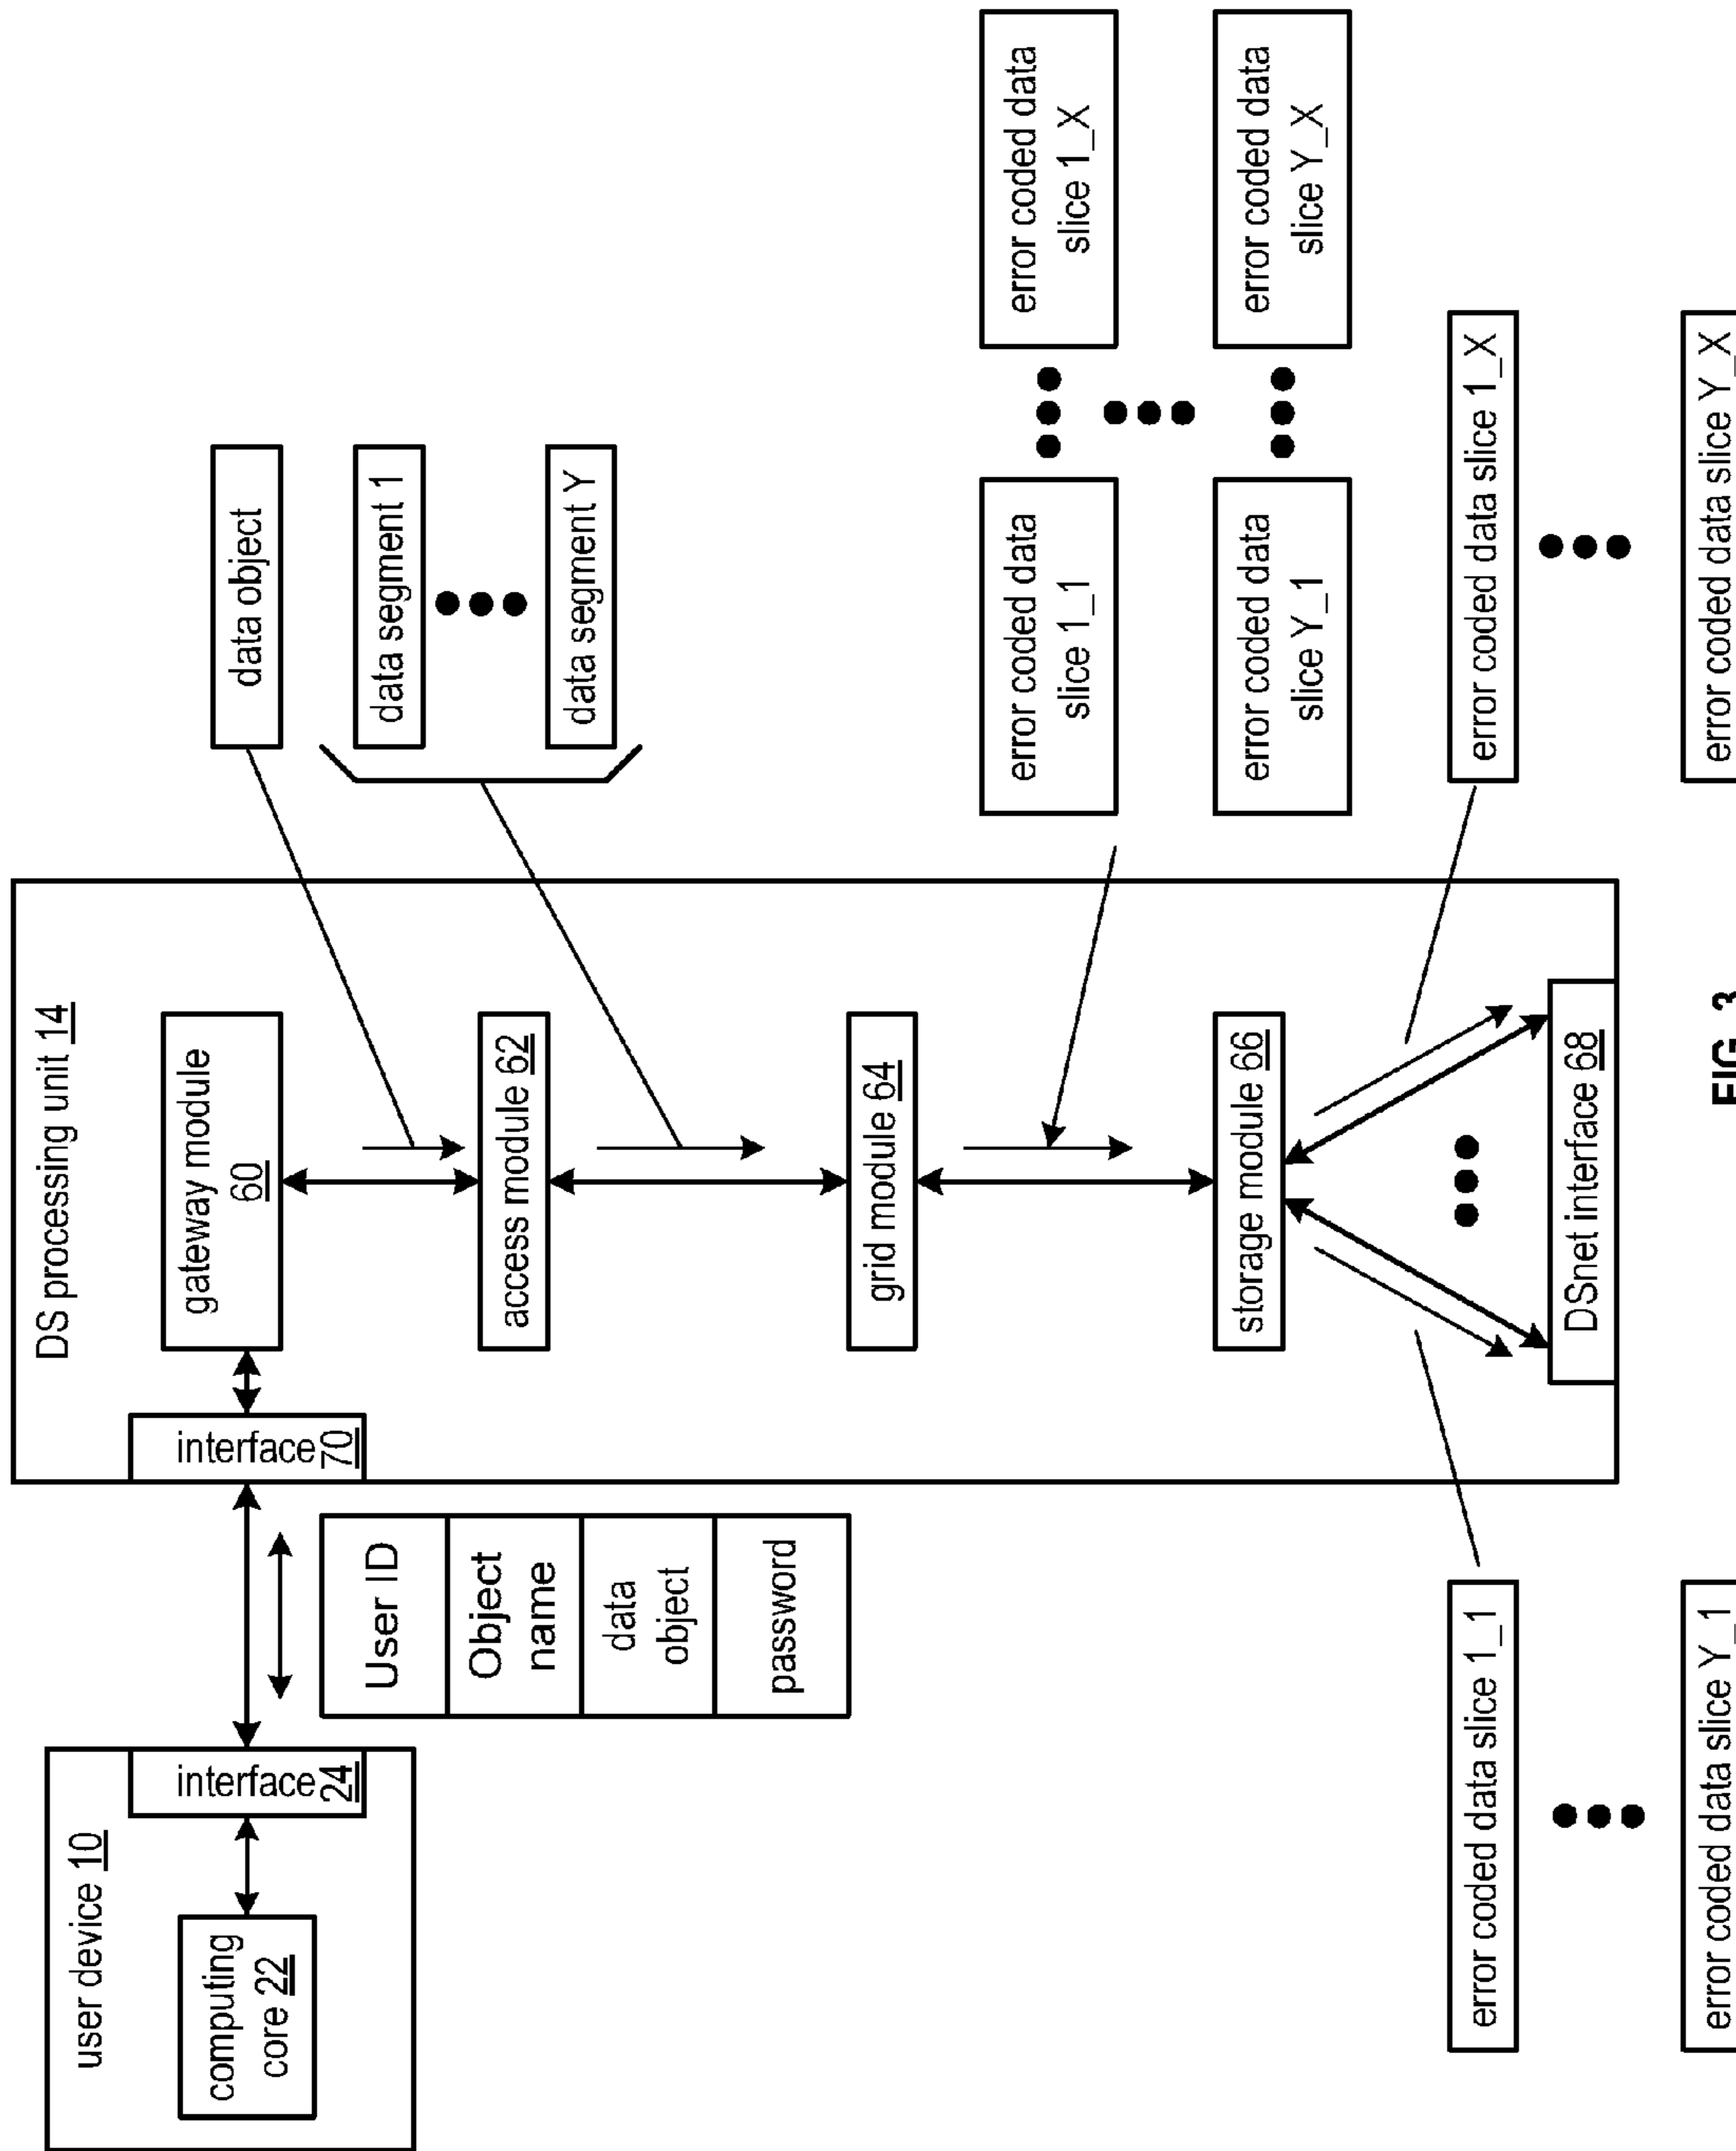 user device 10
computing
core 22
interface 24
User ID
Object
name
data
object
password
DS processing unit 14
interface 70
gateway module
60
access module 62
grid module 64
storage module 66
DSnet interface 68
data object
data segment 1
data segment Y
error coded data
slice 1_1
error coded data
slice 1_X
error coded data
slice Y_1
error coded data
slice Y_X
error coded data slice 1_1
error coded data slice Y_1
error coded data slice 1_X
error coded data slice Y_X
FIG. 3